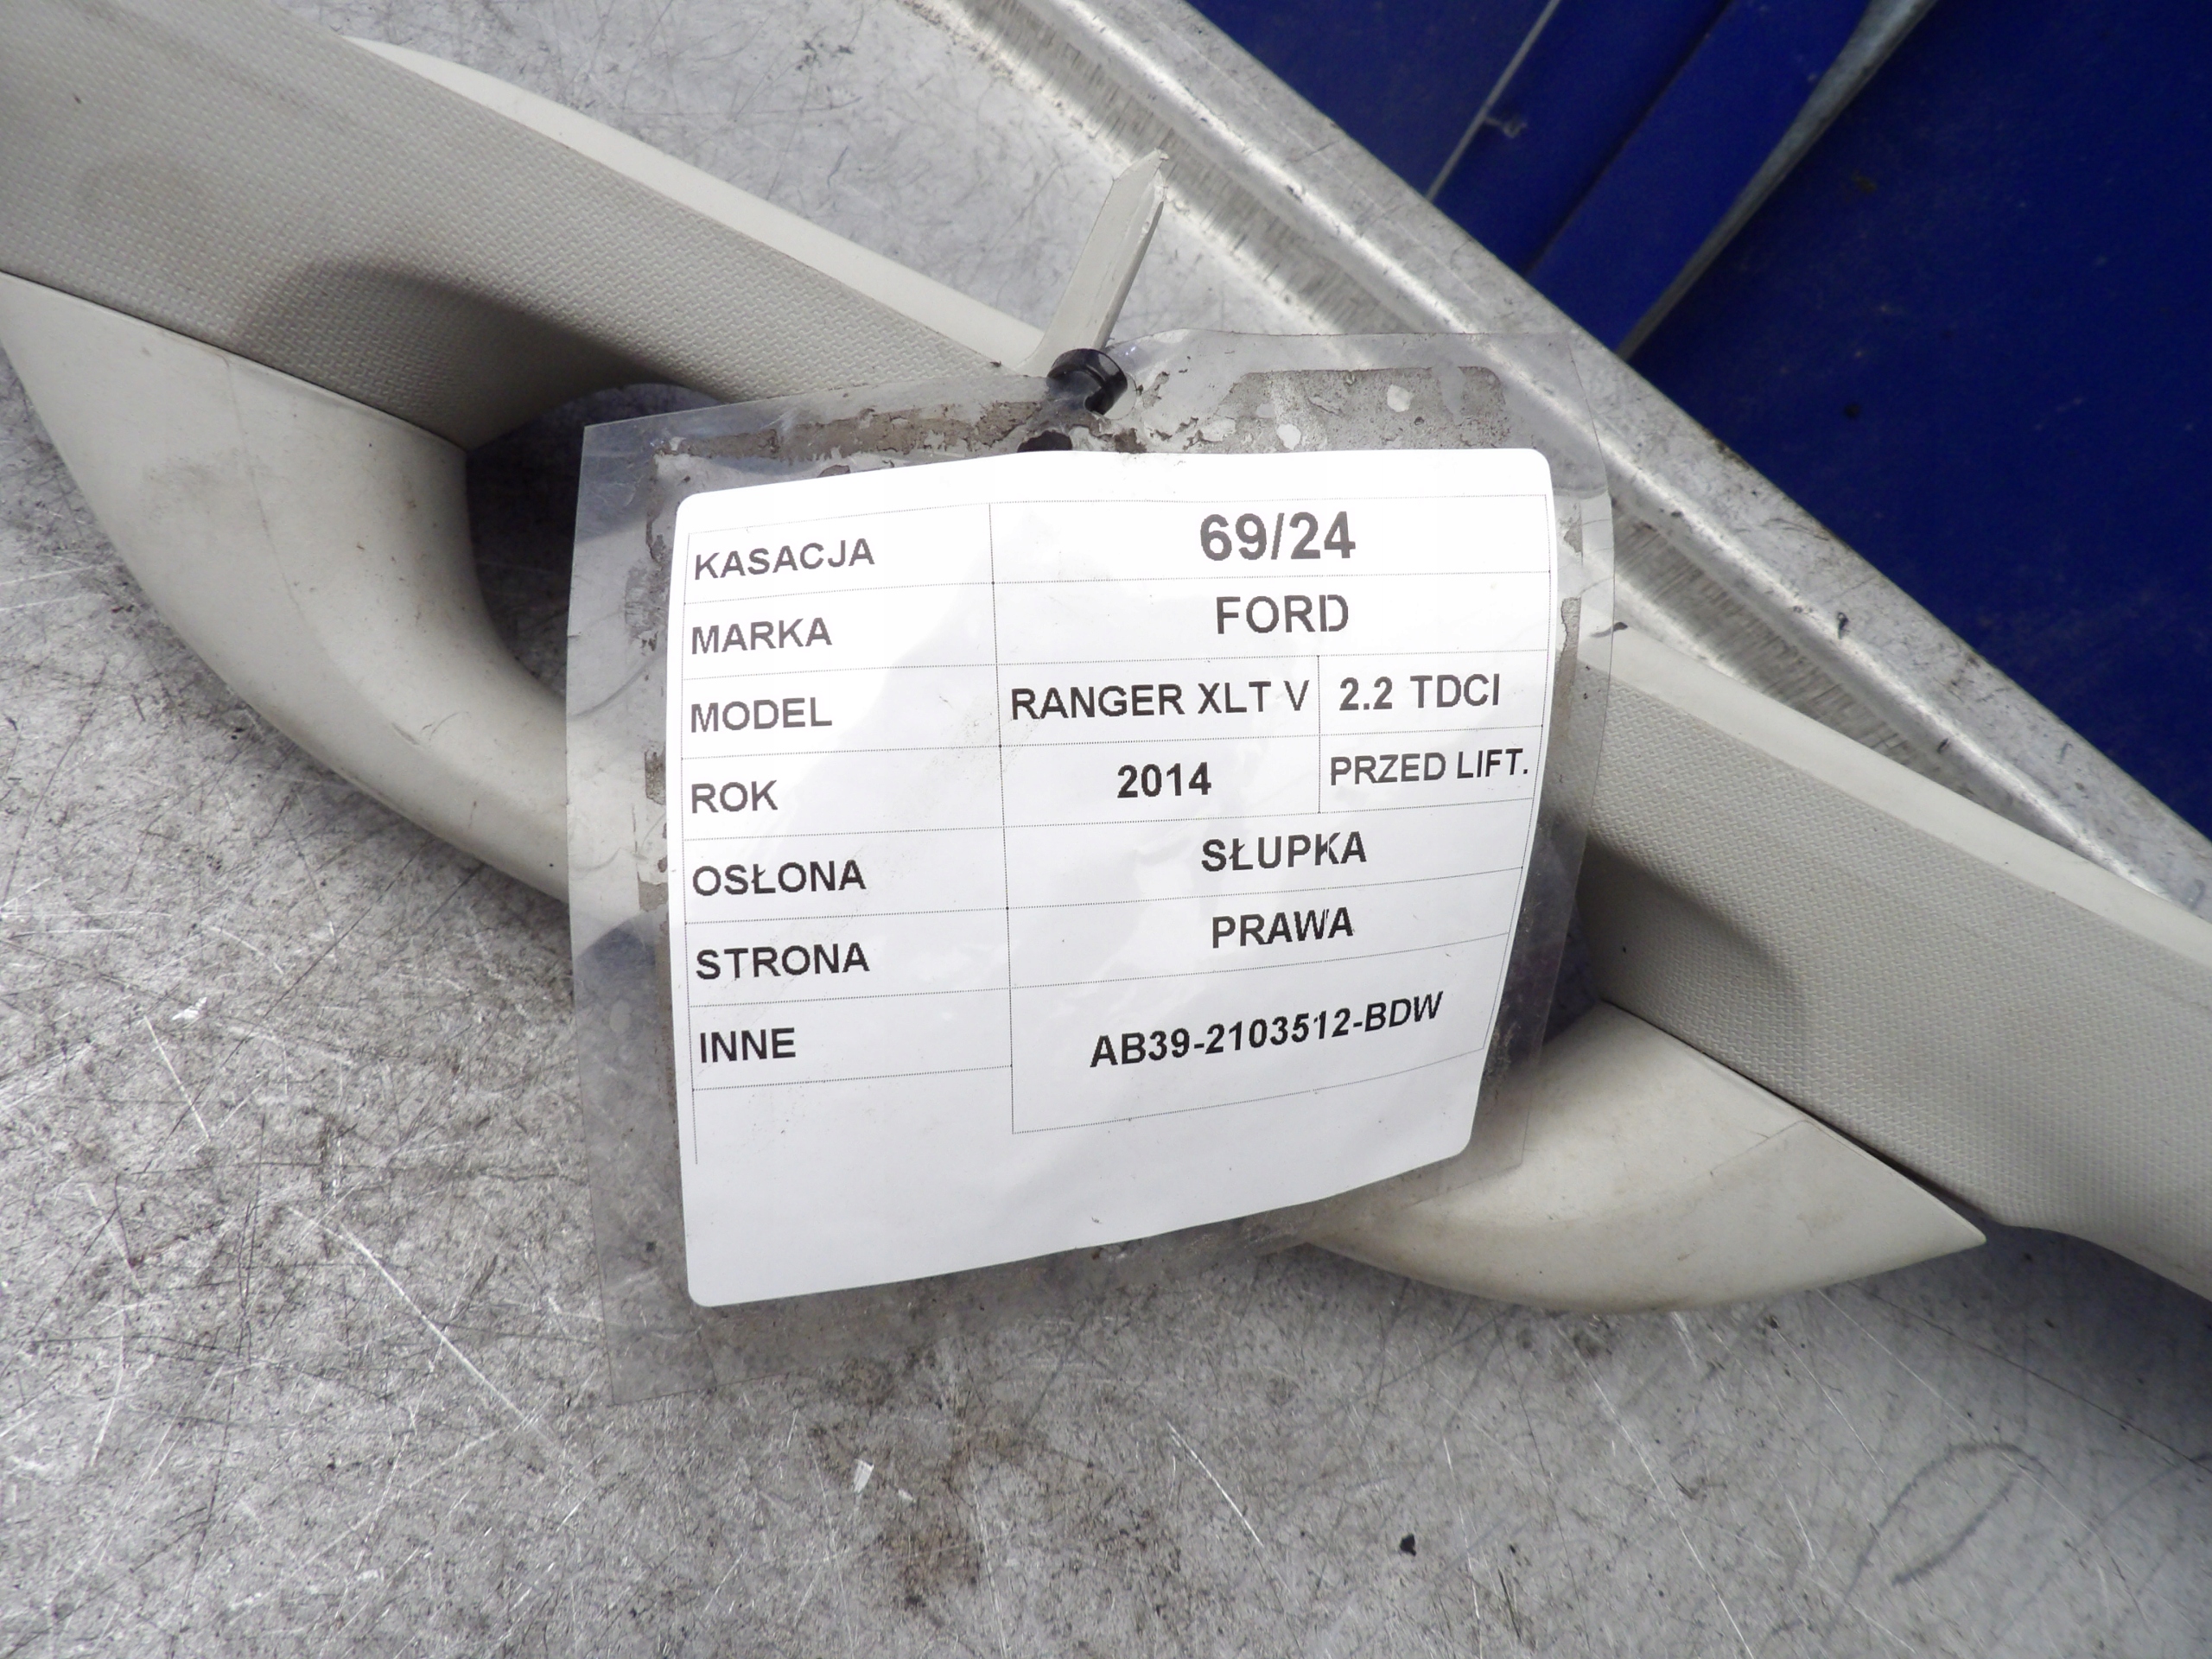 KASACJA 69/24
MARKA FORD
MODEL RANGER XLT V 2.2 TDCI
ROK 2014 PRZED LIFT.
OSŁONA SŁUPKA
STRONA PRAWA
INNE AB39-2103512-BDW